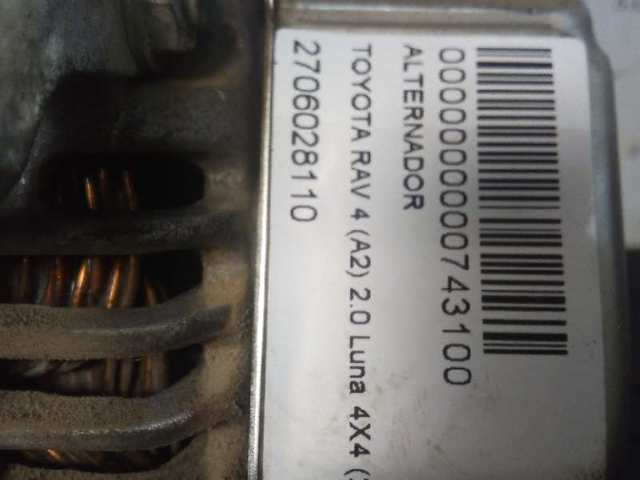 0000000000743100
ALTERNADOR
TOYOTA RAV 4 (A2) 2.0 Luna 4X4 (
2706028110